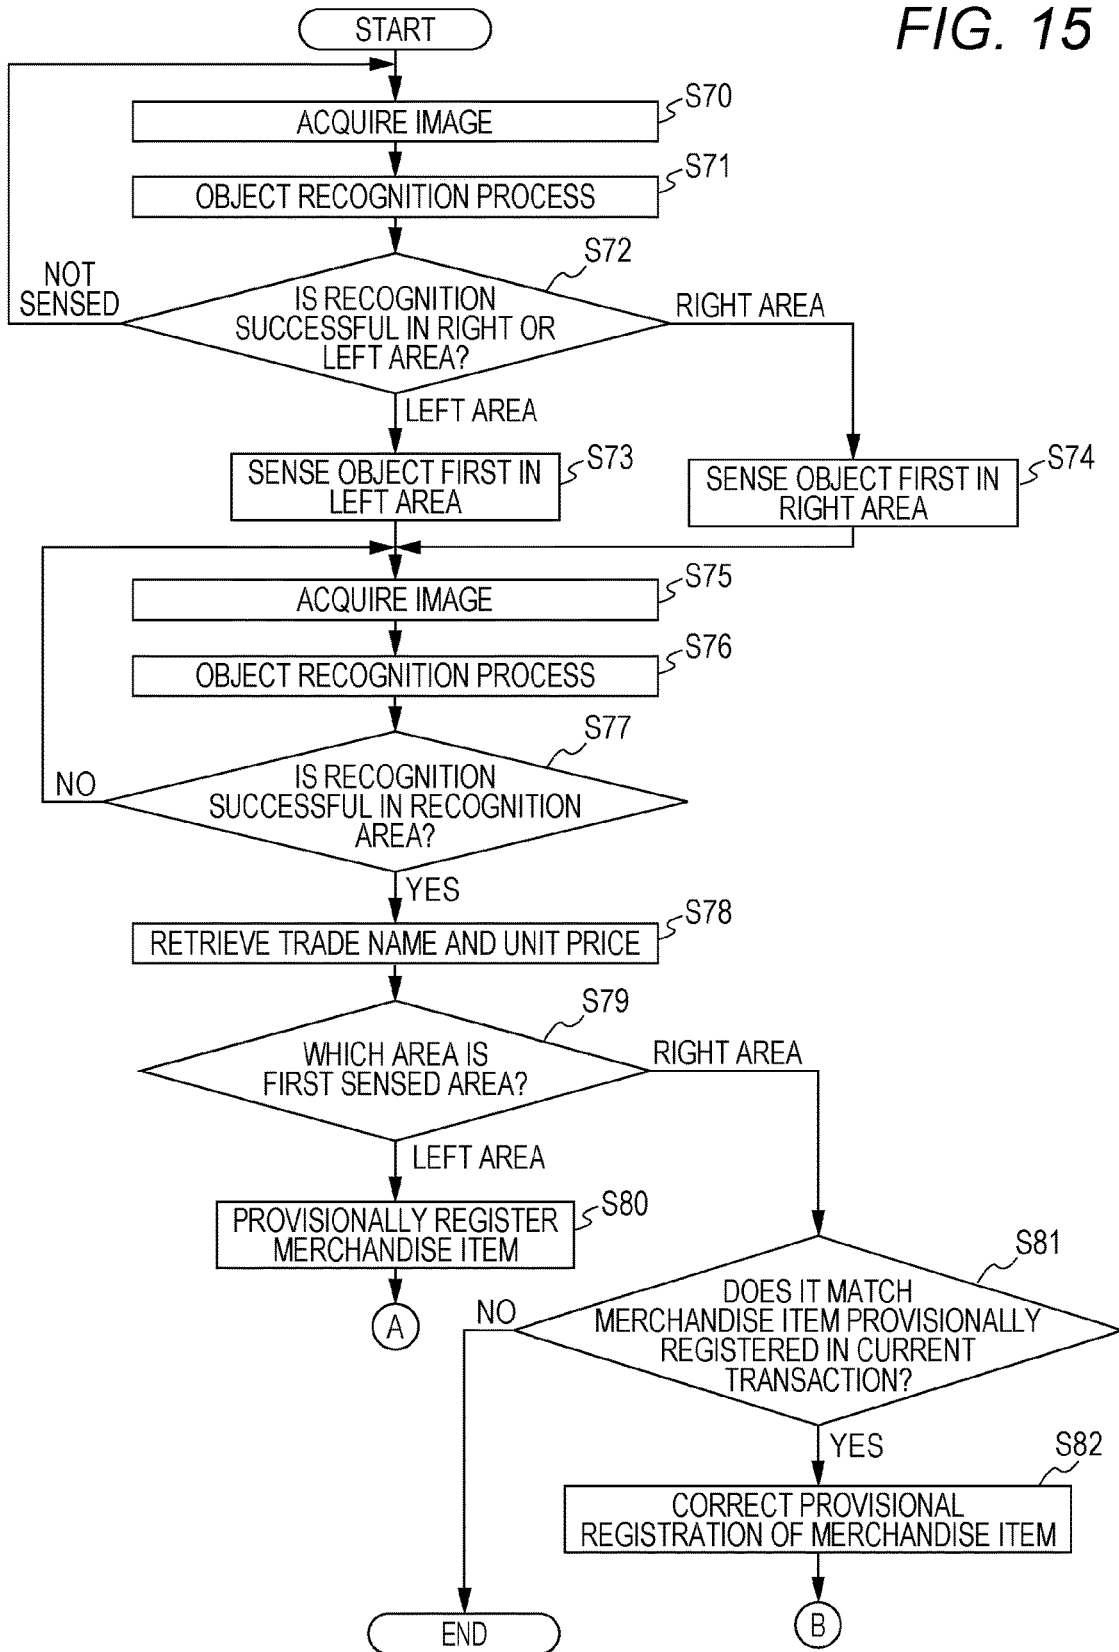 FIG. 15
START
S70
ACQUIRE IMAGE
S71
OBJECT RECOGNITION PROCESS
S72
NOT
SENSED
IS RECOGNITION
SUCCESSFUL IN RIGHT OR
LEFT AREA?
RIGHT AREA
LEFT AREA
S73
SENSE OBJECT FIRST IN
LEFT AREA
S74
SENSE OBJECT FIRST IN
RIGHT AREA
S75
ACQUIRE IMAGE
S76
OBJECT RECOGNITION PROCESS
S77
NO
IS RECOGNITION
SUCCESSFUL IN RECOGNITION
AREA?
YES
S78
RETRIEVE TRADE NAME AND UNIT PRICE
S79
WHICH AREA IS
FIRST SENSED AREA?
RIGHT AREA
LEFT AREA
S80
PROVISIONALLY REGISTER
MERCHANDISE ITEM
A
S81
NO
DOES IT MATCH
MERCHANDISE ITEM PROVISIONALLY
REGISTERED IN CURRENT
TRANSACTION?
YES
S82
CORRECT PROVISIONAL
REGISTRATION OF MERCHANDISE ITEM
END
B